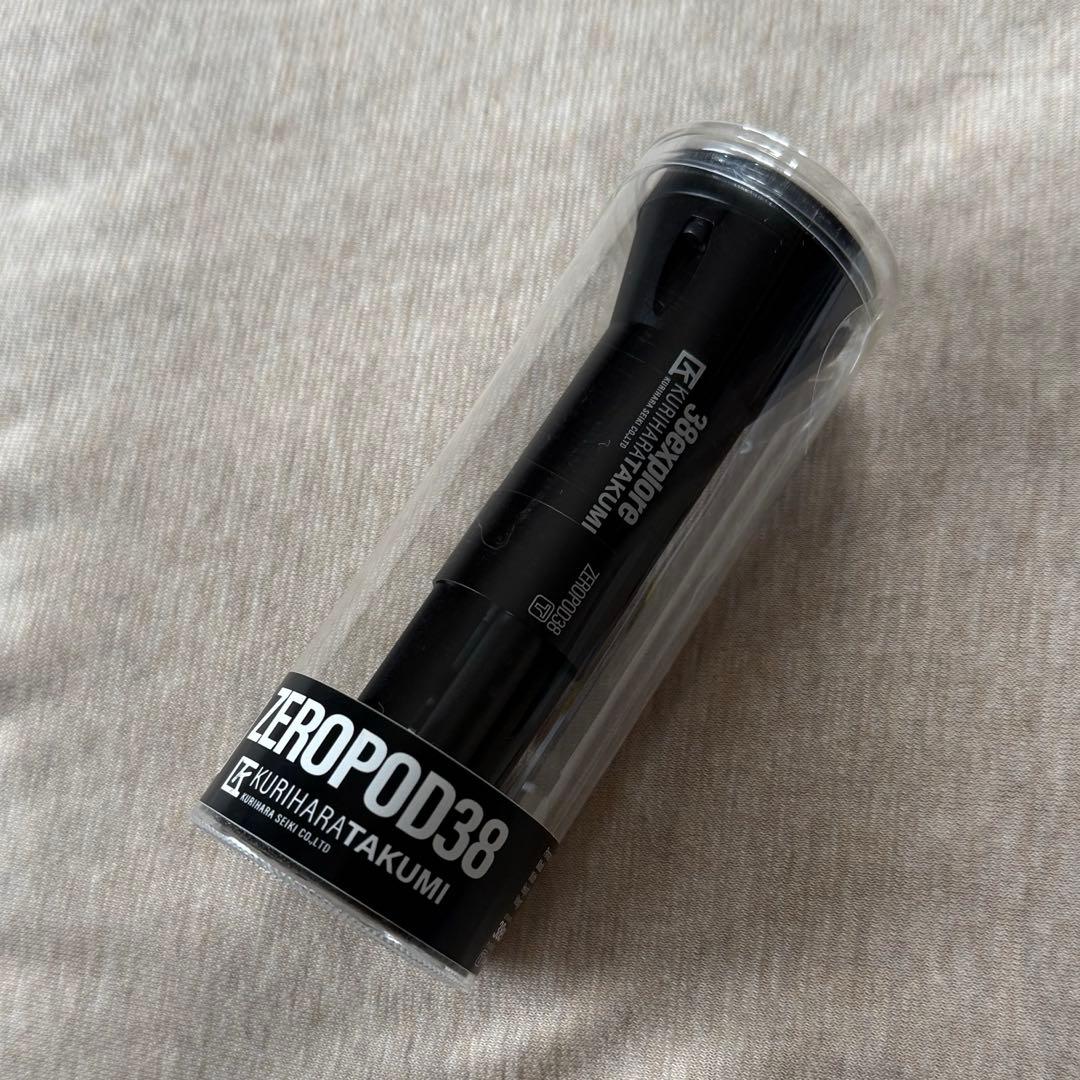 KURIHARATAKUMI
KURIHARA SEIKI CO.,LTD
38explore
ZEROPOD38
ZEROPOD38
KURIHARATAKUMI
KURIHARA SEIKI CO.,LTD